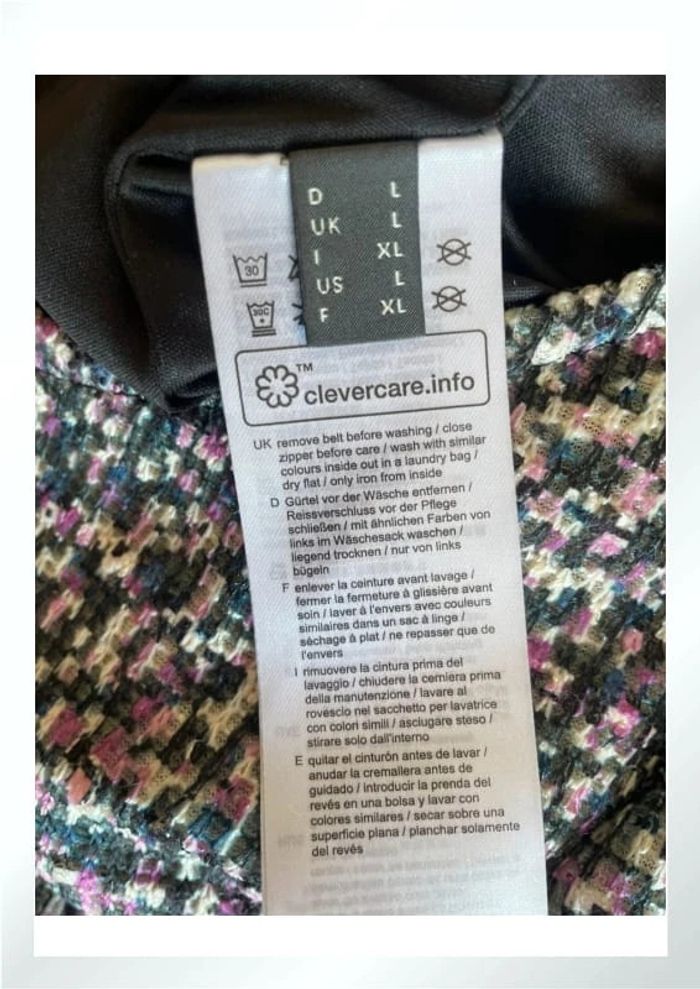 D L
UK L
I XL
US L
F XL
30
30C
TM
clevercare.info
UK remove belt before washing / close
zipper before care / wash with similar
colours inside out in a laundry bag /
dry flat / only iron from inside
D Gürtel vor der Wäsche entfernen /
Reissverschluss vor der Pflege
schließen / mit ähnlichen Farben von
links im Wäschesack waschen /
liegend trocknen / nur von links
bügeln
F enlever la ceinture avant lavage /
fermer la fermeture à glissière avant
soin / laver à l'envers avec couleurs
similaires dans un sac à linge /
séchage à plat / ne repasser que de
l'envers
I rimuovere la cintura prima del
lavaggio / chiudere la cerniera prima
della manutenzione / lavare al
rovescio nel sacchetto per lavatrice
con colori simili / asciugare steso /
stirare solo dall'interno
E quitar el cinturón antes de lavar /
anudar la cremallera antes de
guidado / introducir la prenda del
revés en una bolsa y lavar con
colores similares / secar sobre una
superficie plana / planchar solamente
del revés